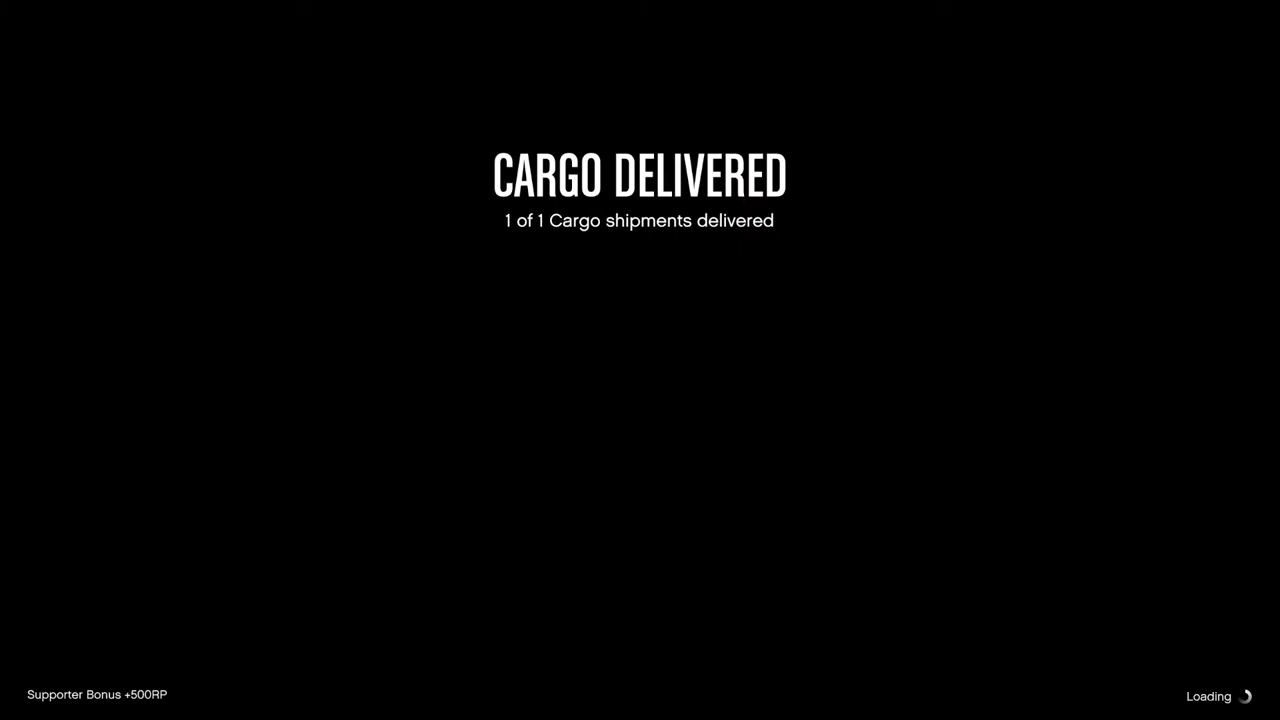 CARGO DELIVERED
1 of 1 Cargo shipments delivered
Supporter Bonus +500RP
Loading